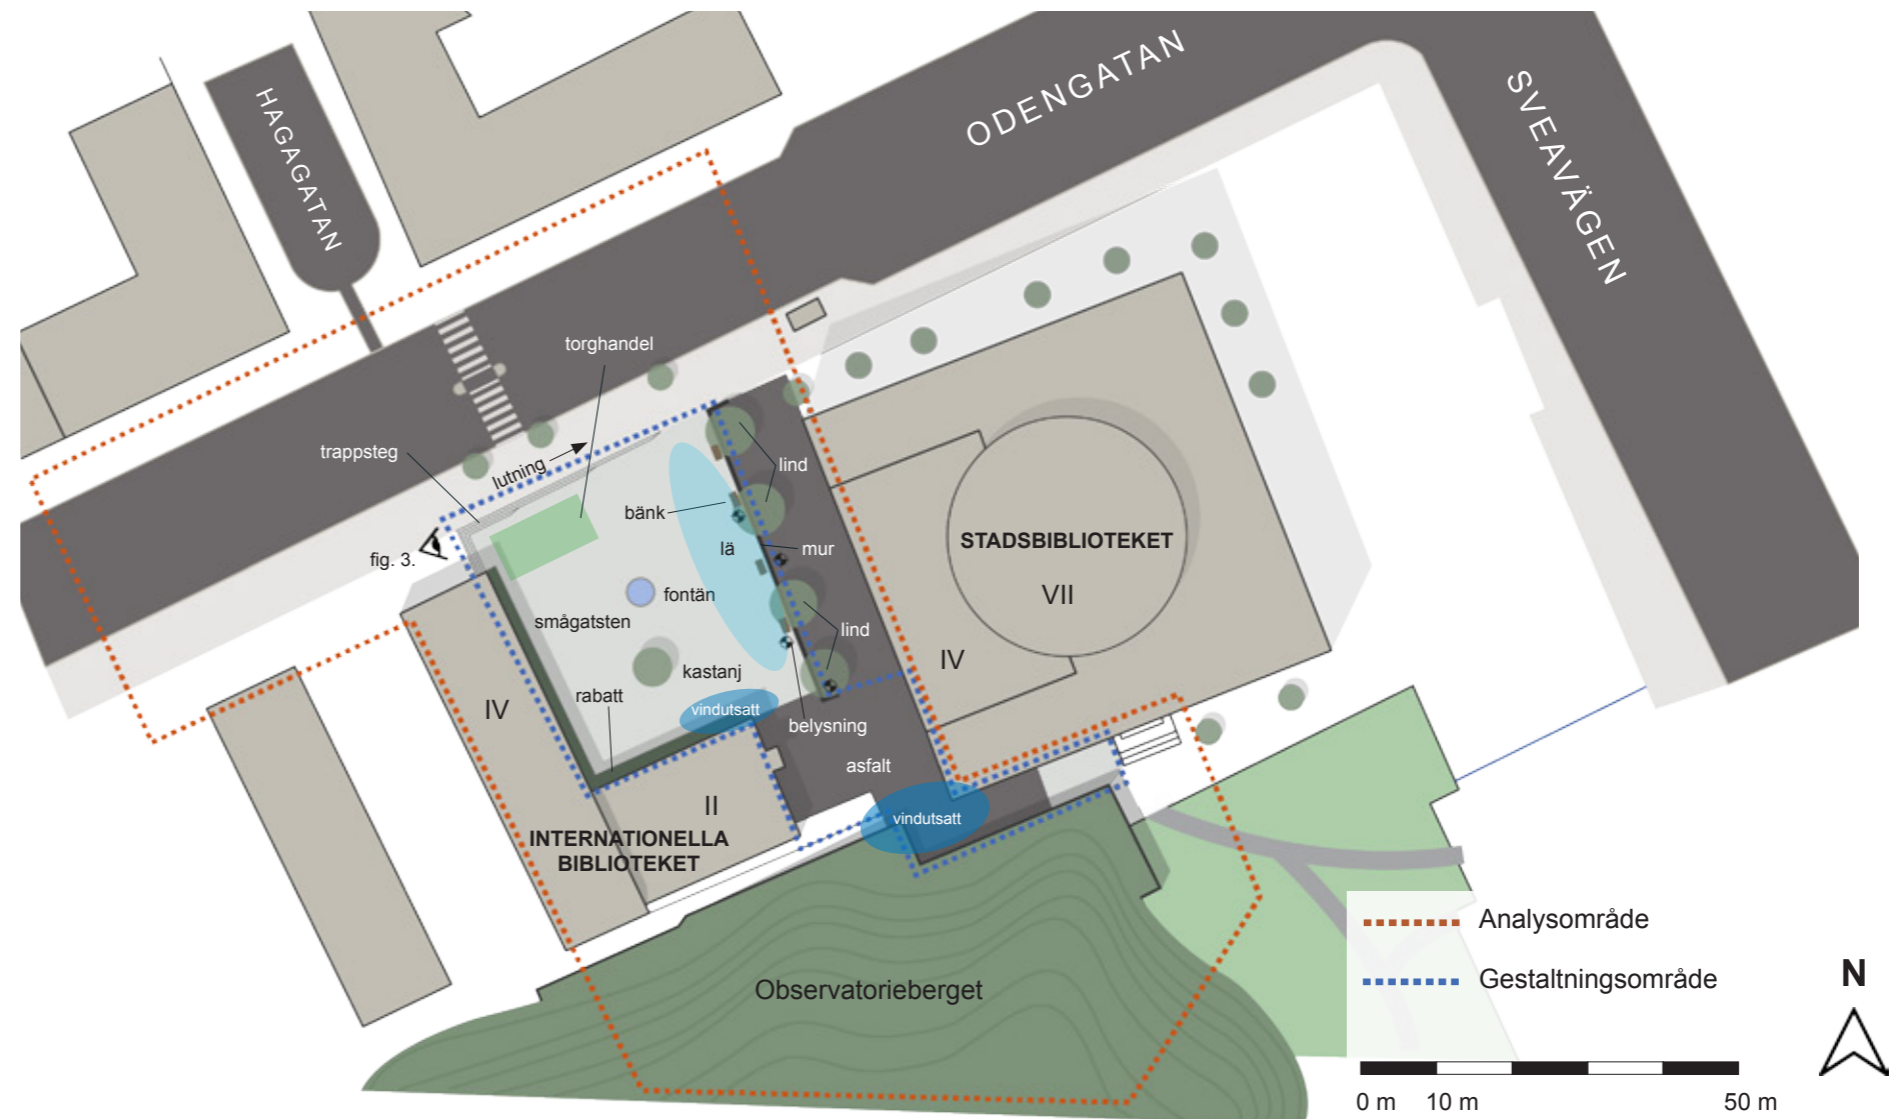 HAGAGATAN
ODENGATAN
SVEAVÄGEN
torghandel
trappsteg
lutning
lind
bänk
fig. 3.
lä
mur
STADSBIBLIOTEKET
VII
fontän
smågatsten
lind
kastanj
IV
rabatt
IV
vindutsatt
belysning
asfalt
II
vindutsatt
INTERNATIONELLA
BIBLIOTEKET
Observatorieberget
Analysområde
Gestaltningsområde
N
0 m 10 m 50 m